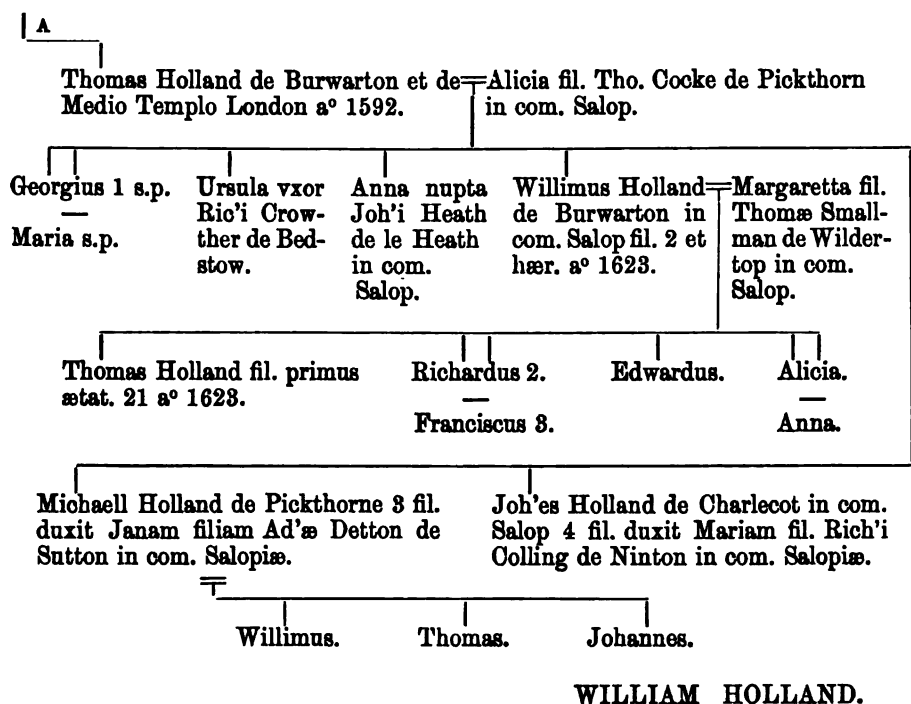 A
Thomas Holland de Burwarton et de
Medio Templo London aº 1592.
Alicia fil. Tho. Cocke de Pickthorn
in com. Salop.
Georgius 1 s.p.
Maria s.p.
Ursula vxor
Ric'i Crow-
ther de Bed-
stow.
Anna nupta
Joh'i Heath
de le Heath
in com.
Salop.
Willimus Holland
de Burwarton in
com. Salop fil. 2 et
hær. aº 1623.
Margaretta fil.
Thomæ Small-
man de Wilder-
top in com.
Salop.
Thomas Holland fil. primus
ætat. 21 aº 1623.
Richardus 2.
Franciscus 3.
Edwardus.
Alicia.
Anna.
Michaell Holland de Pickthorne 3 fil.
duxit Janam filiam Ad'æ Detton de
Sutton in com. Salopiæ.
Joh'es Holland de Charlecot in com.
Salop 4 fil. duxit Mariam fil. Rich'i
Colling de Ninton in com. Salopiæ.
Willimus.
Thomas.
Johannes.
WILLIAM HOLLAND.